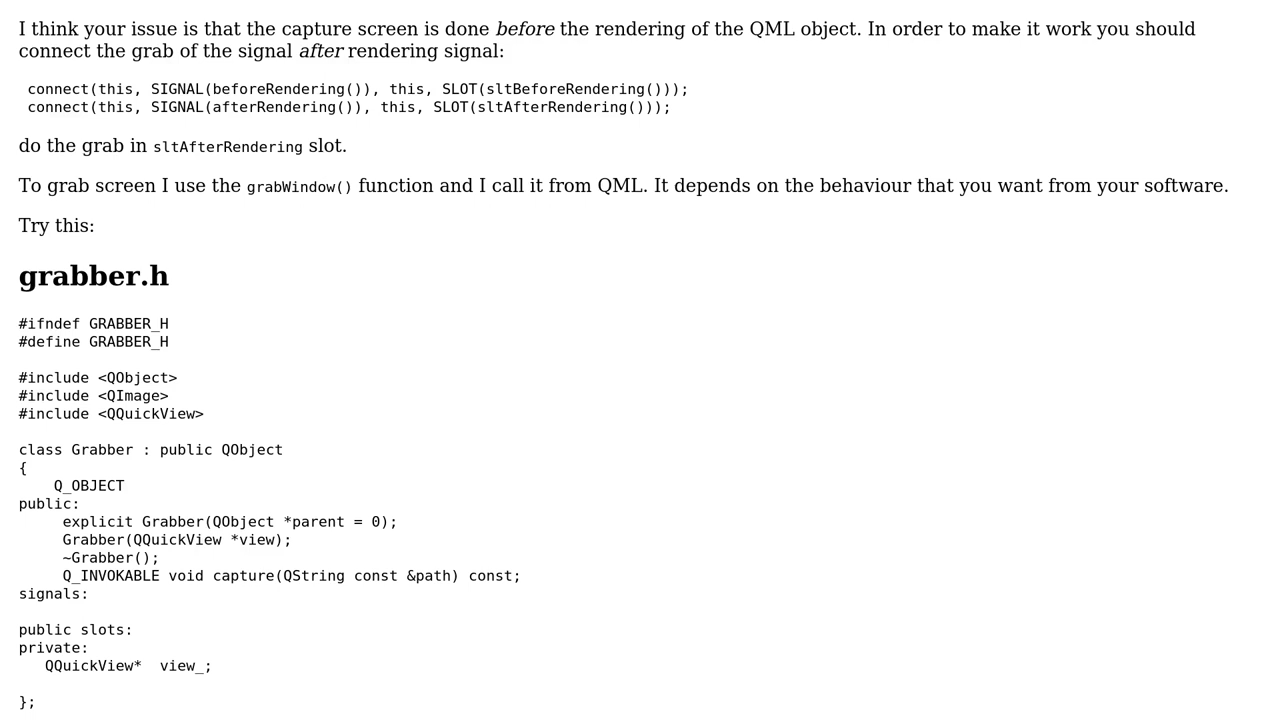 I think your issue is that the capture screen is done before the rendering of the QML object. In order to make it work you should
connect the grab of the signal after rendering signal:
connect(this, SIGNAL(beforeRendering()), this, SLOT(sltBeforeRendering()));
connect(this, SIGNAL(afterRendering()), this, SLOT(sltAfterRendering()));
do the grab in sltAfterRendering slot.
To grab screen I use the grabWindow() function and I call it from QML. It depends on the behaviour that you want from your software.
Try this:
grabber.h
#ifndef GRABBER_H
#define GRABBER_H
#include <QObject>
#include <QImage>
#include <QQuickView>
class Grabber : public QObject
{
    Q_OBJECT
public:
     explicit Grabber(QObject *parent = 0);
     Grabber(QQuickView *view);
     ~Grabber();
     Q_INVOKABLE void capture(QString const &path) const;
signals:
public slots:
private:
   QQuickView*  view_;
};